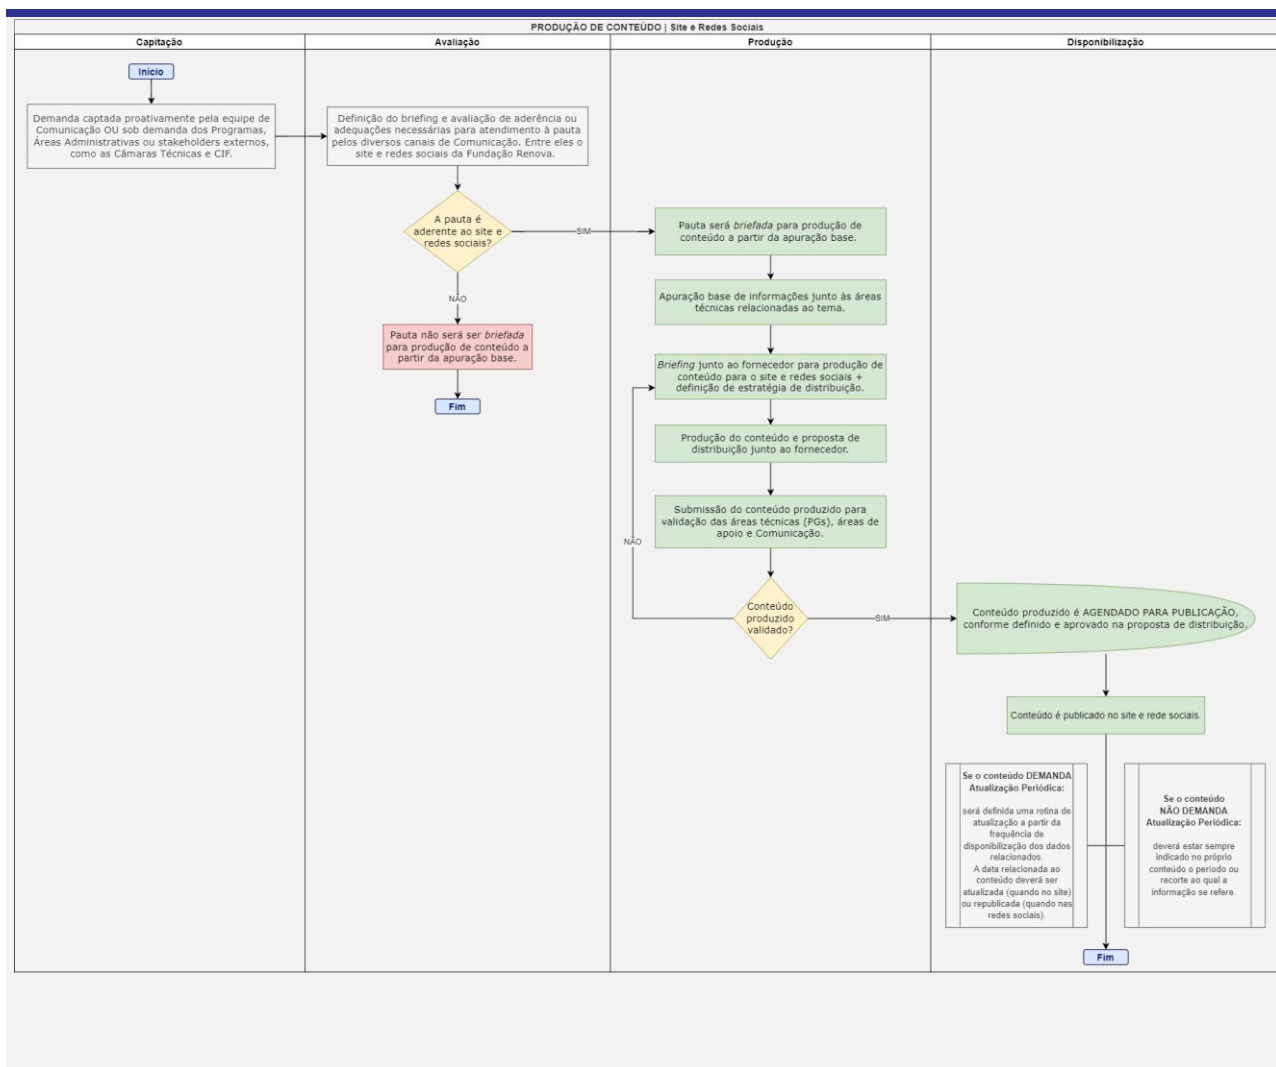 PRODUÇÃO DE CONTEÚDO | Site e Redes Sociais
Capitação
Avaliação
Produção
Disponibilização
Início
Demanda captada proativamente pela equipe de
Comunicação OU sob demanda dos Programas,
Áreas Administrativas ou stakeholders externos,
como as Câmaras Técnicas e CIF.
Definição do briefing e avaliação de aderência ou
adequações necessárias para atendimento à pauta
pelos diversos canais de Comunicação. Entre eles o
site e redes sociais da Fundação Renova.
A pauta é
aderente ao site e
redes sociais?
SIM
NÃO
Pauta não será ser briefada
para produção de conteúdo a
partir da apuração base.
Fim
Pauta será briefada para produção de
conteúdo a partir da apuração base.
Apuração base de informações junto às áreas
técnicas relacionadas ao tema.
Briefing junto ao fornecedor para produção de
conteúdo para o site e redes sociais +
definição de estratégia de distribuição.
Produção do conteúdo e proposta de
distribuição junto ao fornecedor.
Submissão do conteúdo produzido para
validação das áreas técnicas (PGs), áreas de
apoio e Comunicação.
NÃO
Conteúdo
produzido
validado?
SIM
Conteúdo produzido é AGENDADO PARA PUBLICAÇÃO,
conforme definido e aprovado na proposta de distribuição.
Conteúdo é publicado no site e rede sociais.
Se o conteúdo DEMANDA
Atualização Periódica:
será definida uma rotina de
atualização a partir da
frequência de
disponibilização dos dados
relacionados.
A data relacionada ao
conteúdo deverá ser
atualizada (quando no site)
ou republicada (quando nas
redes sociais).
Se o conteúdo
NÃO DEMANDA
Atualização Periódica:
deverá estar sempre
indicado no próprio
conteúdo o período ou
recorte ao qual a
informação se refere.
Fim